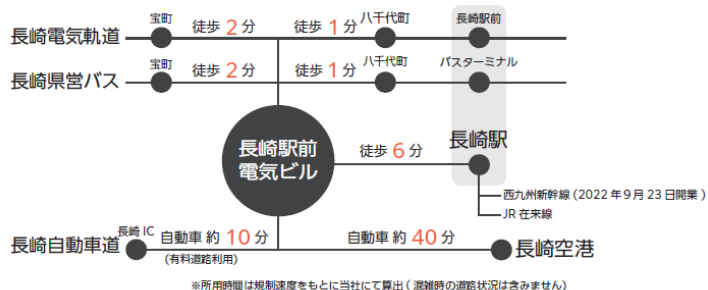 宝町 徒歩 2 分 徒歩 1 分 八千代町 長崎駅前
長崎電気軌道
宝町 徒歩 2 分 徒歩 1 分 八千代町 バスターミナル
長崎県営バス
長崎駅前
電気ビル
徒歩 6 分
長崎駅
西九州新幹線 (2022 年 9 月 23 日開業 )
JR 在来線
長崎自動車道
長崎 IC
自動車 約 10 分
(有料道路利用)
自動車 約 40 分
長崎空港
※所用時間は規制速度をもとに当社にて算出 ( 混雑時の道路状況は含みません)